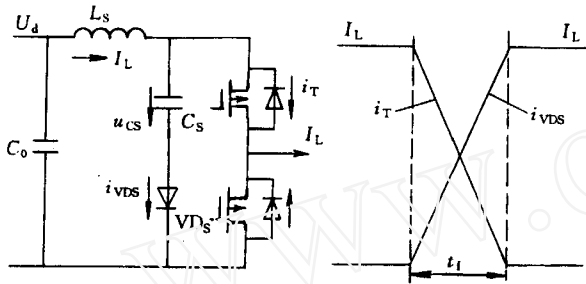 L_S
U_d
I_L
i_T
u_CS
C_S
C_0
I_L
i_VDS
VD_S
I_L
I_L
i_T
i_VDS
t_f